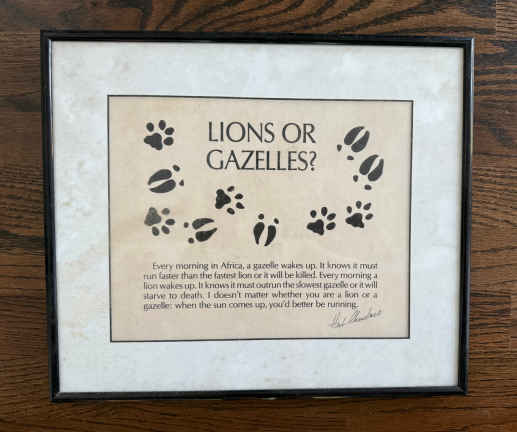 LIONS OR
GAZELLES?
Every morning in Africa, a gazelle wakes up. It knows it must
run faster than the fastest lion or it will be killed. Every morning a
lion wakes up. It knows it must outrun the slowest gazelle or it will
starve to death. I doesn't matter whether you are a lion or a
gazelle: when the sun comes up, you'd better be running.